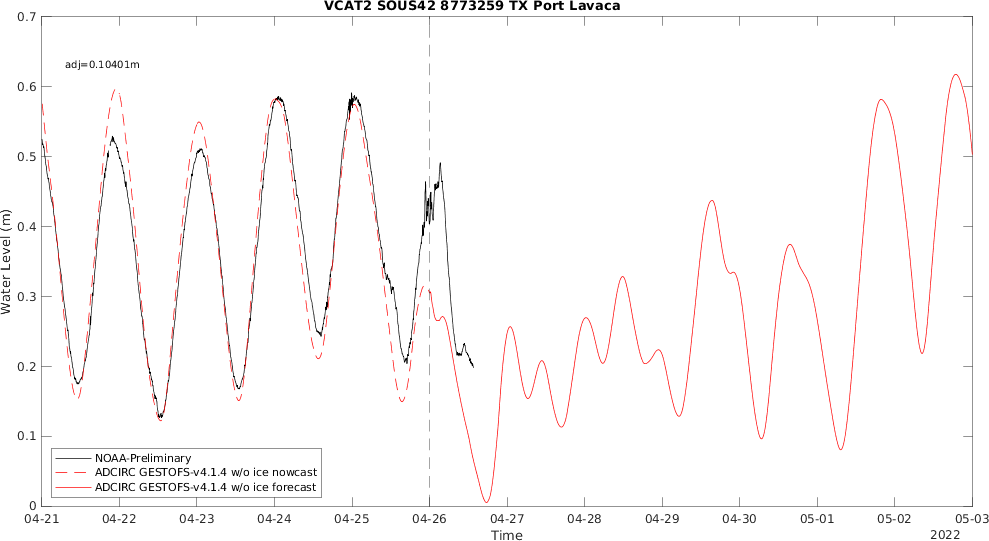 VCAT2 SOUS42 8773259 TX Port Lavaca
0.7
adj=0.10401m
0.6
0.5
0.4
0.3
0.2
0.1
0
Water Level (m)
NOAA-Preliminary
ADCIRC GESTOFS-v4.1.4 w/o ice nowcast
ADCIRC GESTOFS-v4.1.4 w/o ice forecast
04-21 04-22 04-23 04-24 04-25 04-26 04-27 04-28 04-29 04-30 05-01 05-02 05-03
Time
2022